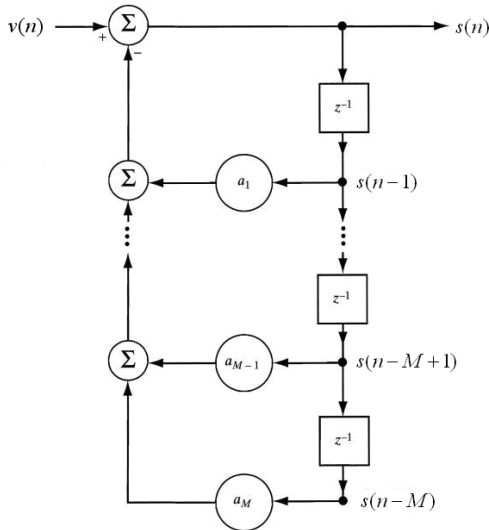 v(n) + Σ s(n)
−
z⁻¹
Σ a₁ s(n−1)
z⁻¹
Σ a_{M−1} s(n−M+1)
z⁻¹
a_M s(n−M)